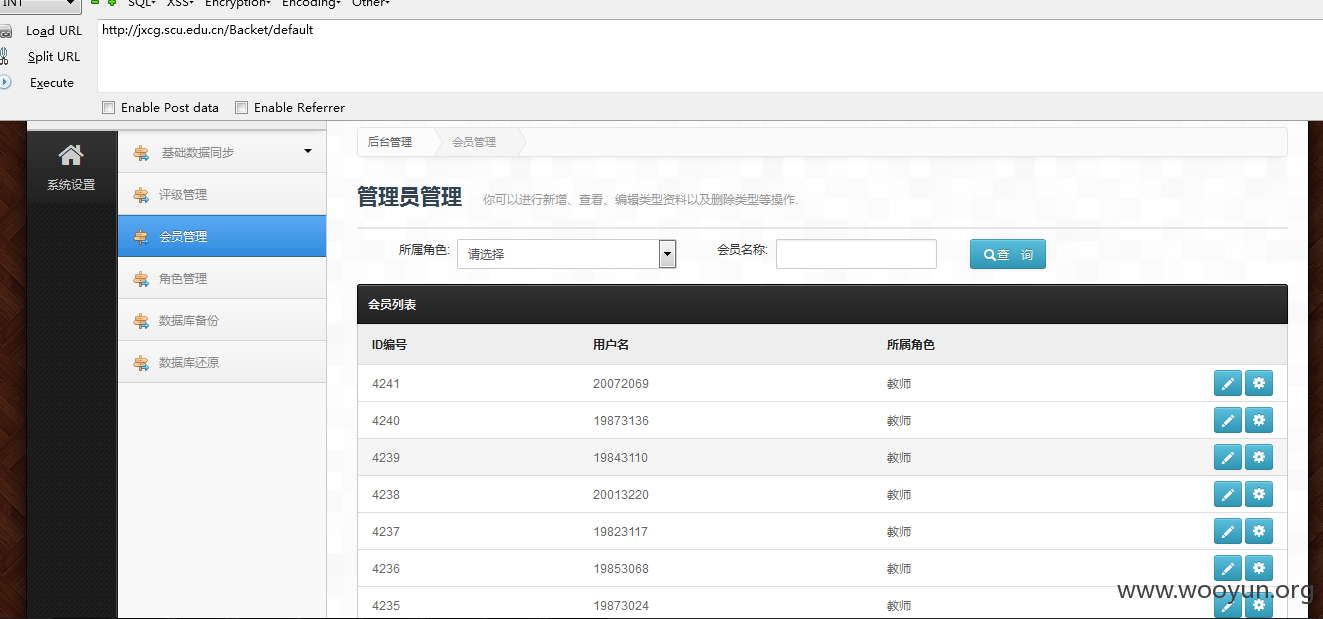 INT SQL▾ XSS▾ Encryption▾ Encoding▾ Other▾
Load URL http://jxcg.scu.edu.cn/Backet/default
Split URL
Execute
Enable Post data Enable Referrer
系统设置
基础数据同步
评级管理
会员管理
角色管理
数据库备份
数据库还原
后台管理 会员管理
管理员管理 你可以进行新增、查看、编辑类型资料以及删除类型等操作.
所属角色: 请选择 会员名称: 查 询
会员列表
ID编号 用户名 所属角色
4241 20072069 教师
4240 19873136 教师
4239 19843110 教师
4238 20013220 教师
4237 19823117 教师
4236 19853068 教师
4235 19873024 教师
www.wooyun.org